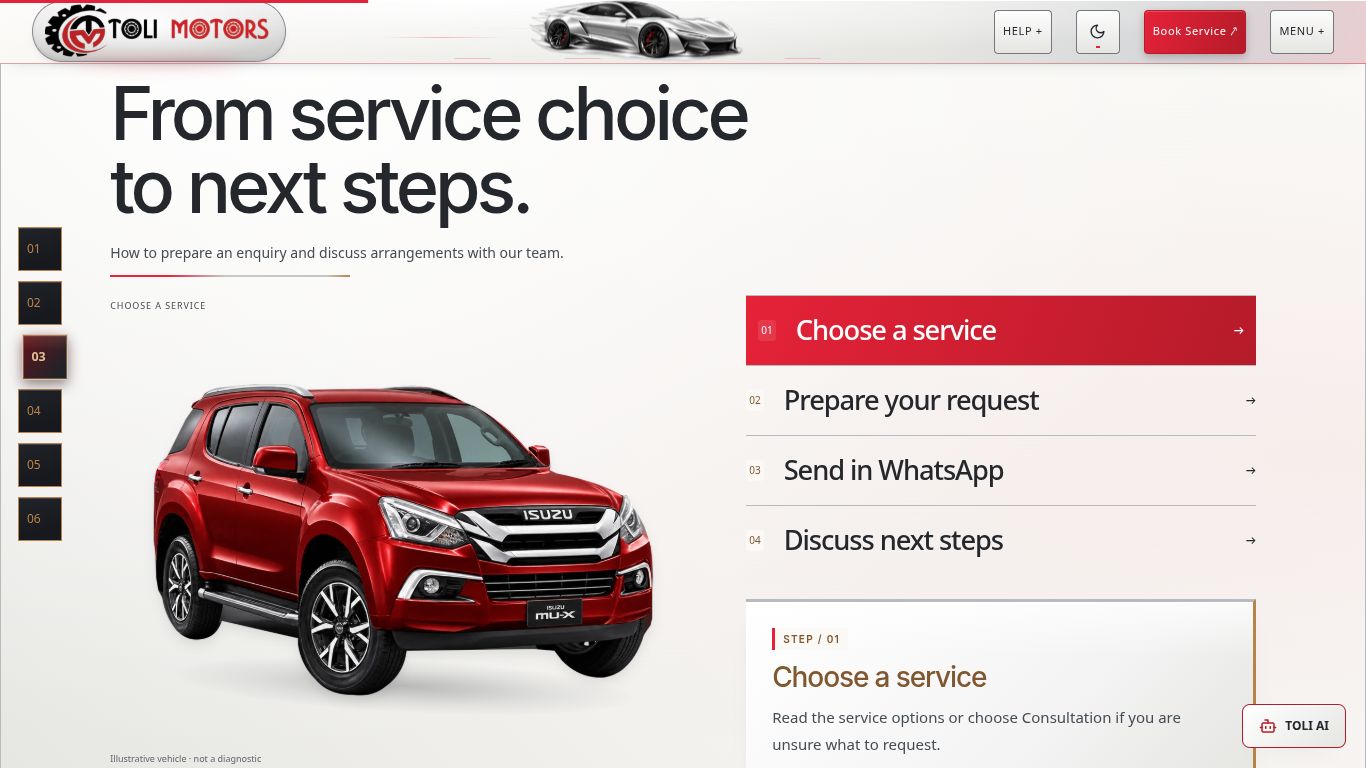 TOLI MOTORS
HELP +
Book Service ↗
MENU +
From service choice
to next steps.
How to prepare an enquiry and discuss arrangements with our team.
01
02
03
04
05
06
CHOOSE A SERVICE
ISUZU
ISUZU
mu-X
Illustrative vehicle · not a diagnostic
01 Choose a service →
02 Prepare your request →
03 Send in WhatsApp →
04 Discuss next steps →
STEP / 01
Choose a service
Read the service options or choose Consultation if you are
unsure what to request.
TOLI AI